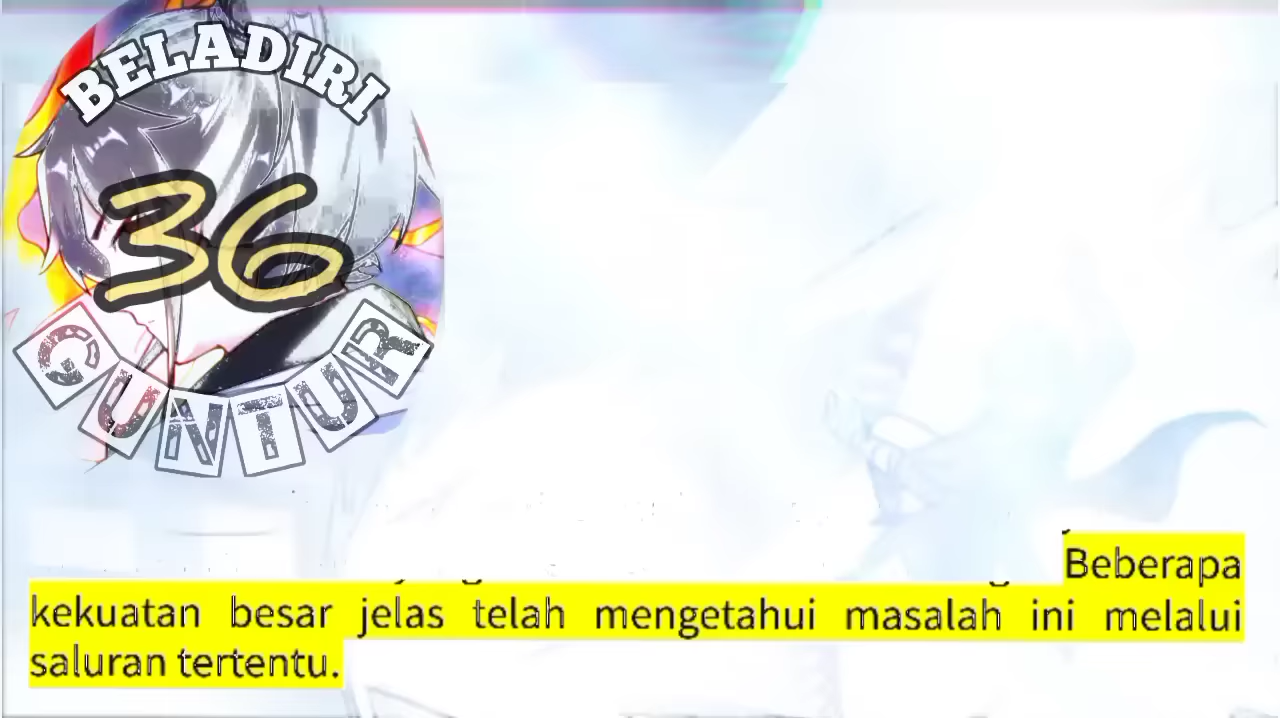 BELADIRI
36
GUNTUR
Beberapa
kekuatan besar jelas telah mengetahui masalah ini melalui
saluran tertentu.